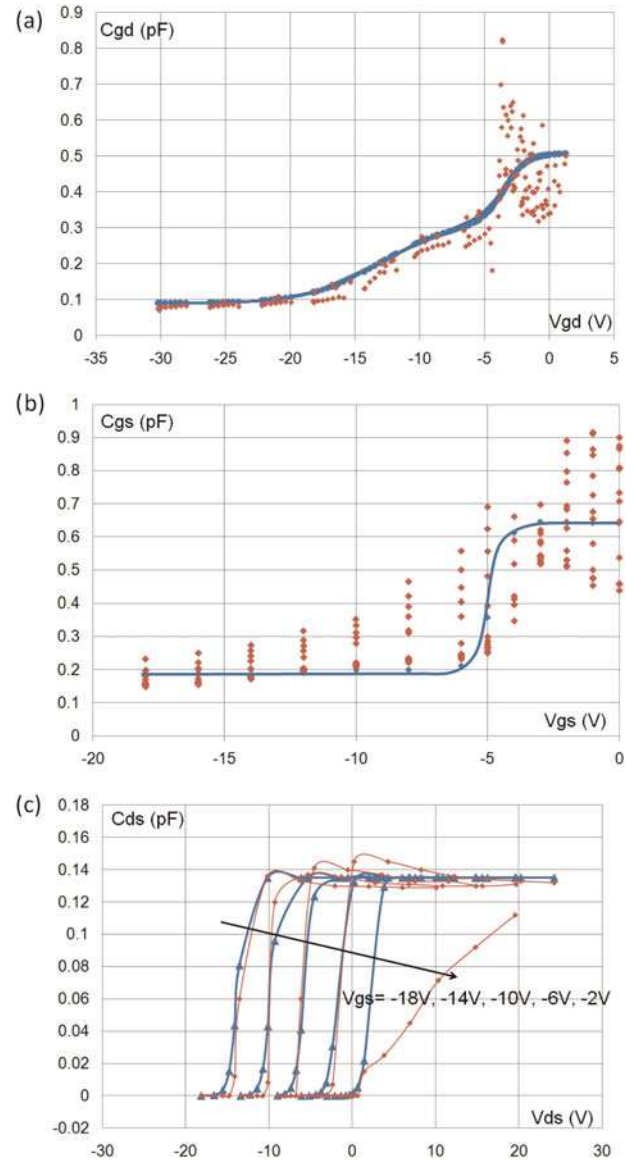 (a)
Cgd (pF)
0.9
0.8
0.7
0.6
0.5
0.4
0.3
0.2
0.1
0
-35 -30 -25 -20 -15 -10 -5 0 5
Vgd (V)
(b)
Cgs (pF)
1
0.9
0.8
0.7
0.6
0.5
0.4
0.3
0.2
0.1
0
-20 -15 -10 -5 0
Vgs (V)
(c)
Cds (pF)
0.18
0.16
0.14
0.12
0.1
0.08
0.06
0.04
0.02
0
-0.02
Vgs= -18V, -14V, -10V, -6V, -2V
Vds (V)
-30 -20 -10 0 10 20 30